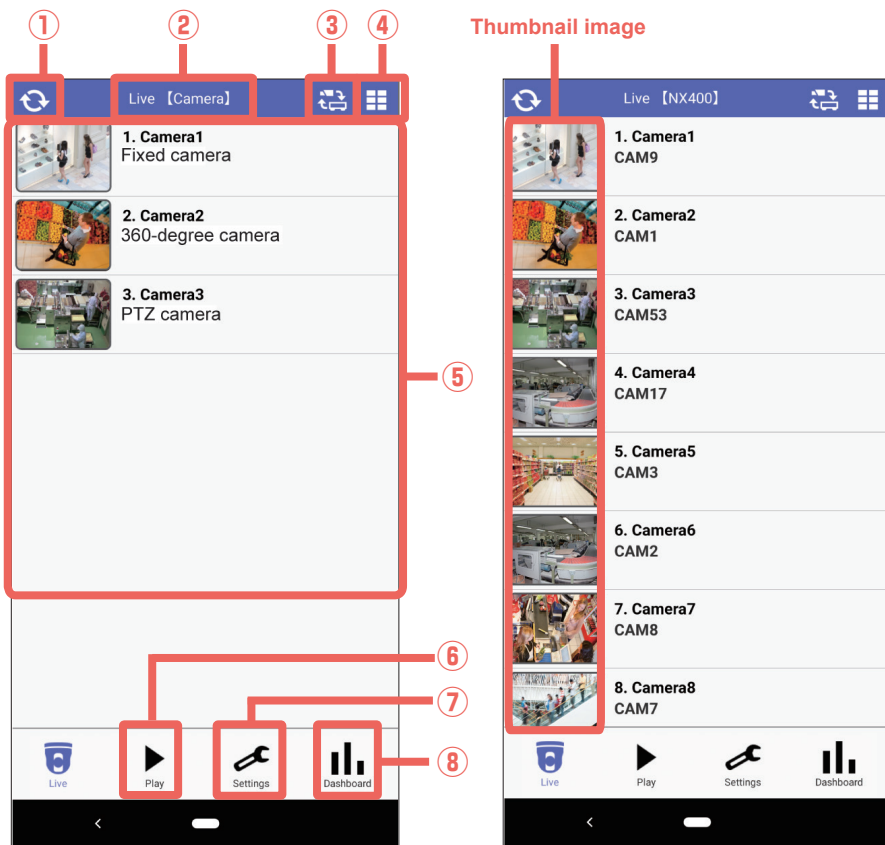 ① ② ③ ④ Thumbnail image
Live 【Camera】
1. Camera1
Fixed camera
2. Camera2
360-degree camera
3. Camera3
PTZ camera
⑤
⑥
⑦
⑧
Live Play Settings Dashboard
Live 【NX400】
1. Camera1
CAM9
2. Camera2
CAM1
3. Camera3
CAM53
4. Camera4
CAM17
5. Camera5
CAM3
6. Camera6
CAM2
7. Camera7
CAM8
8. Camera8
CAM7
Live Play Settings Dashboard